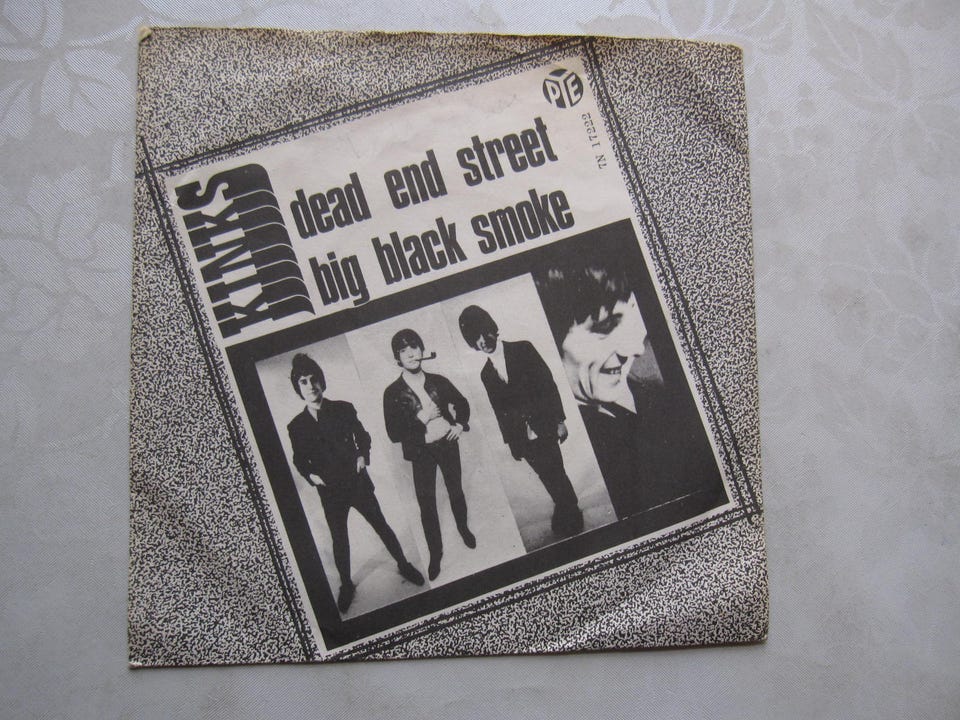 KINKS
dead end street
big black smoke
PYE
7N 17222